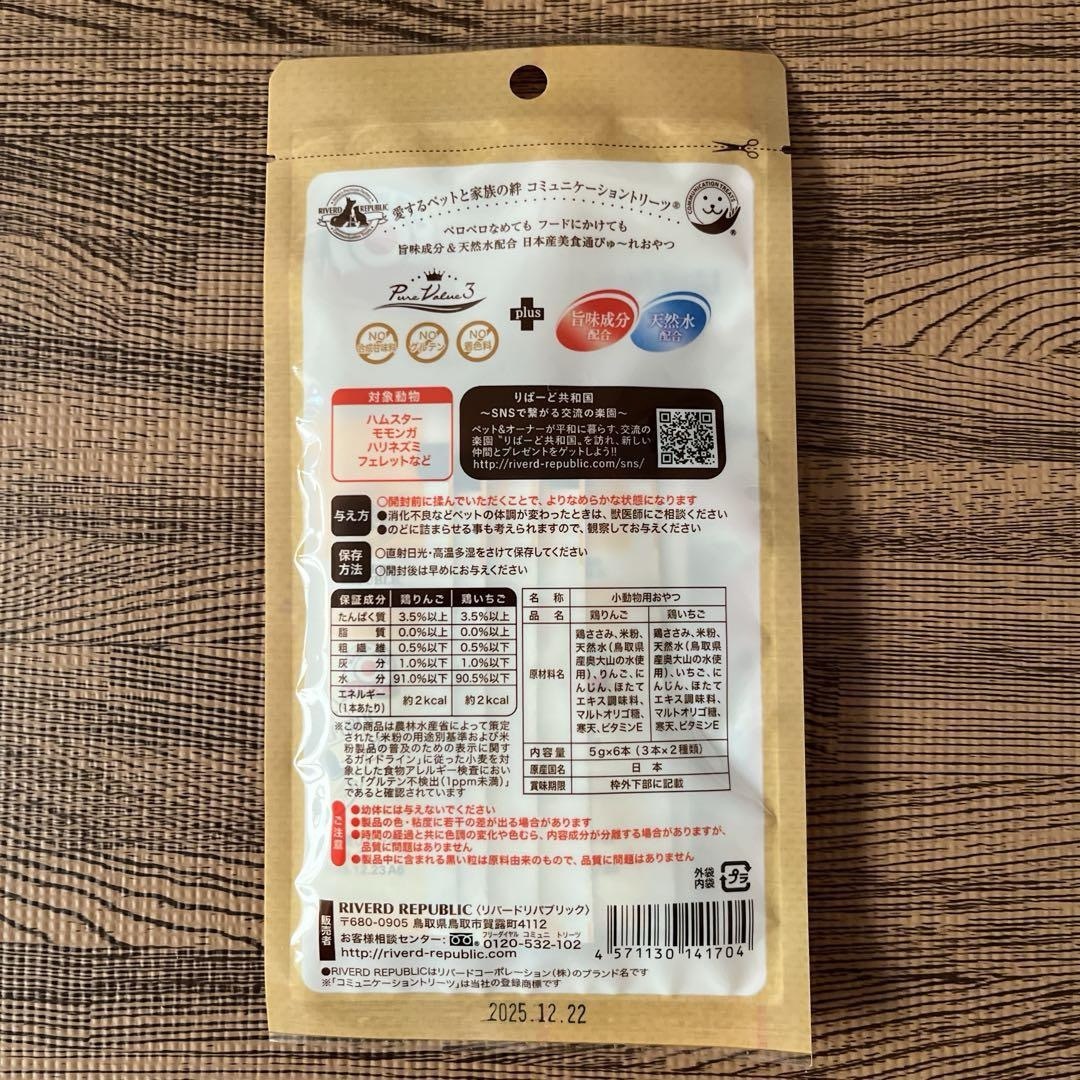 RIVERD REPUBLIC
愛するペットと家族の絆 コミュニケーショントリーツ®
COMMUNICATION TREATS
®
ペロペロなめても フードにかけても
旨味成分&天然水配合 日本産美食通ぴゅ〜れおやつ
Pure Value3
plus
旨味成分
配合
天然水
配合
NO
合成甘味料
NO
グルテン
NO
着色料
対象動物
ハムスター
モモンガ
ハリネズミ
フェレットなど
りばーど共和国
〜SNSで繋がる交流の楽園〜
ペット&オーナーが平和に暮らす、交流の
楽園〝りばーど共和国〟を訪れ、新しい
仲間とプレゼントをゲットしよう!!
http://riverd-republic.com/sns/
与え方
○開封前に揉んでいただくことで、よりなめらかな状態になります
●消化不良などペットの体調が変わったときは、獣医師にご相談ください
●のどに詰まらせる事も考えられますので、観察してお与えください
保存
方法
○直射日光・高温多湿をさけて保存してください
○開封後は早めにお与えください
保証成分 鶏りんご 鶏いちご
たんぱく質 3.5%以上 3.5%以上
脂質 0.0%以上 0.0%以上
粗繊維 0.5%以下 0.5%以下
灰分 1.0%以下 1.0%以下
水分 91.0%以下 90.5%以下
エネルギー
(1本あたり) 約2kcal 約2kcal
※この商品は農林水産省によって策定
された「米粉の用途別基準および米
粉製品の普及のための表示に関す
るガイドライン」に従った小麦を対
象とした食物アレルギー検査におい
て、「グルテン不検出(1ppm未満)」
であると確認されています
名称 小動物用おやつ
品名 鶏りんご 鶏いちご
原材料名
鶏ささみ、米粉、
天然水(鳥取県
産奥大山の水使
用)、りんご、に
んじん、ほたて
エキス調味料、
マルトオリゴ糖、
寒天、ビタミンE
鶏ささみ、米粉、
天然水(鳥取県
産奥大山の水使
用)、いちご、に
んじん、ほたて
エキス調味料、
マルトオリゴ糖、
寒天、ビタミンE
内容量 5g×6本(3本×2種類)
原産国名 日本
賞味期限 枠外下部に記載
ご注意
●幼体には与えないでください
●製品の色・粘度に若干の差が出る場合があります
●時間の経過と共に色調の変化や色むら、内容成分が分離する場合がありますが、
品質に問題はありません
●製品中に含まれる黒い粒は原料由来のもので、品質に問題はありません
外袋
内袋
プラ
販売者
RIVERD REPUBLIC〈リバードリパブリック〉
〒680-0905 鳥取県鳥取市賀露町4112
フリーダイヤル コミュニ トリーツ
お客様相談センター: 0120-532-102
http://riverd-republic.com
4 571130 141704
●RIVERD REPUBLICはリバードコーポレーション(株)のブランド名です
※「コミュニケーショントリーツ」は当社の登録商標です
2025.12.22